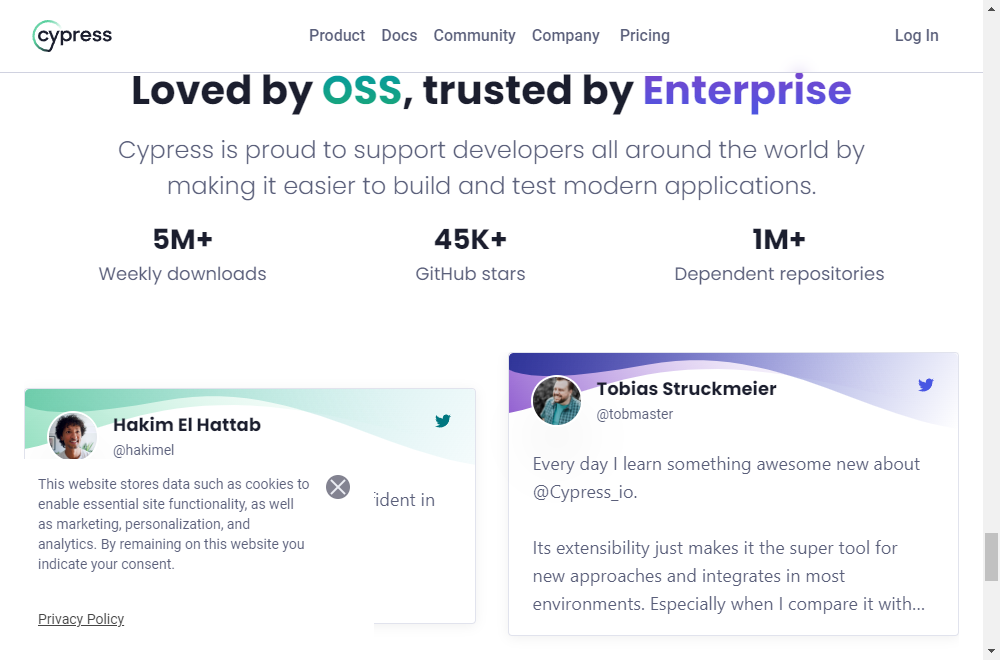 cypress
Product Docs Community Company Pricing Log In
Loved by OSS, trusted by Enterprise
Cypress is proud to support developers all around the world by
making it easier to build and test modern applications.
5M+
Weekly downloads
45K+
GitHub stars
1M+
Dependent repositories
Hakim El Hattab
@hakimel
ident in
This website stores data such as cookies to
enable essential site functionality, as well
as marketing, personalization, and
analytics. By remaining on this website you
indicate your consent.
Privacy Policy
Tobias Struckmeier
@tobmaster
Every day I learn something awesome new about
@Cypress_io.
Its extensibility just makes it the super tool for
new approaches and integrates in most
environments. Especially when I compare it with...